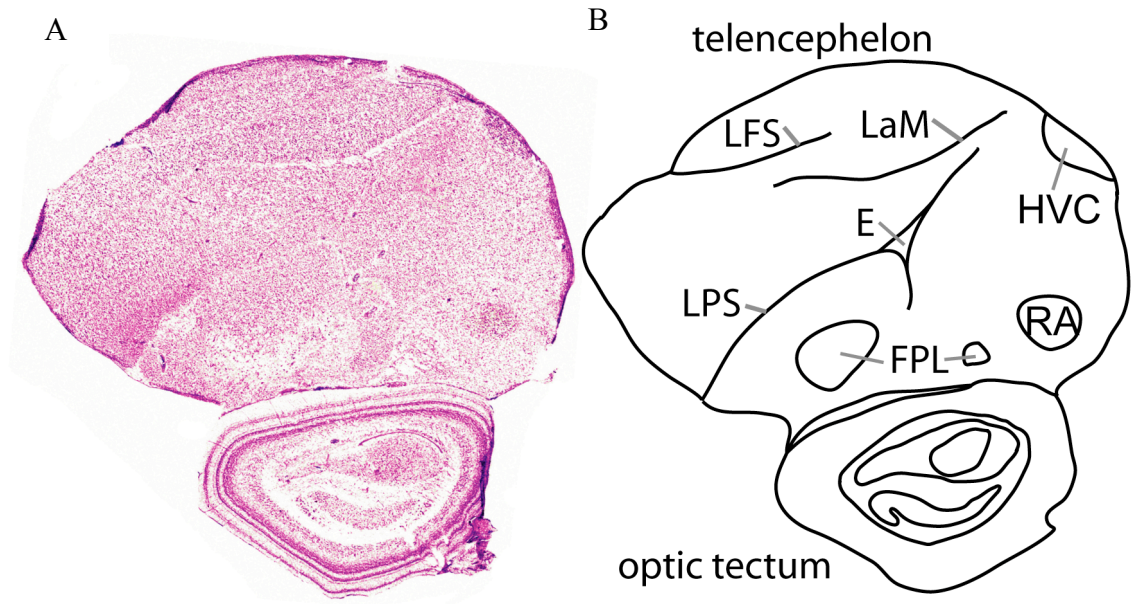 A
B
telencephelon
LFS
LaM
HVC
E
LPS
RA
FPL
optic tectum